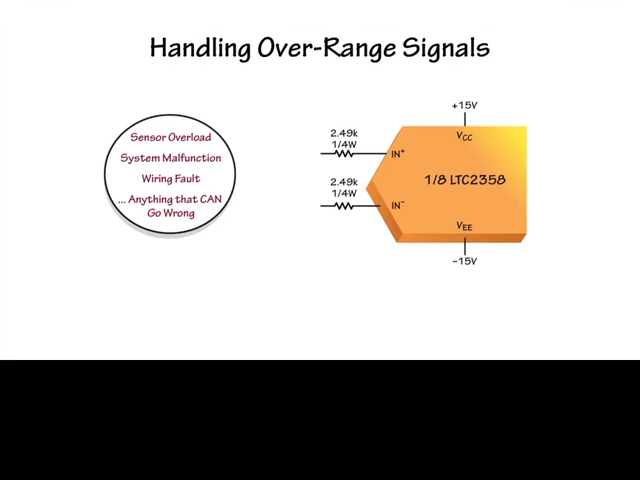 Handling Over-Range Signals
Sensor Overload
System Malfunction
Wiring Fault
... Anything that CAN
Go Wrong
+15V
2.49k
1/4W
IN+
VCC
1/8 LTC2358
2.49k
1/4W
IN−
VEE
−15V